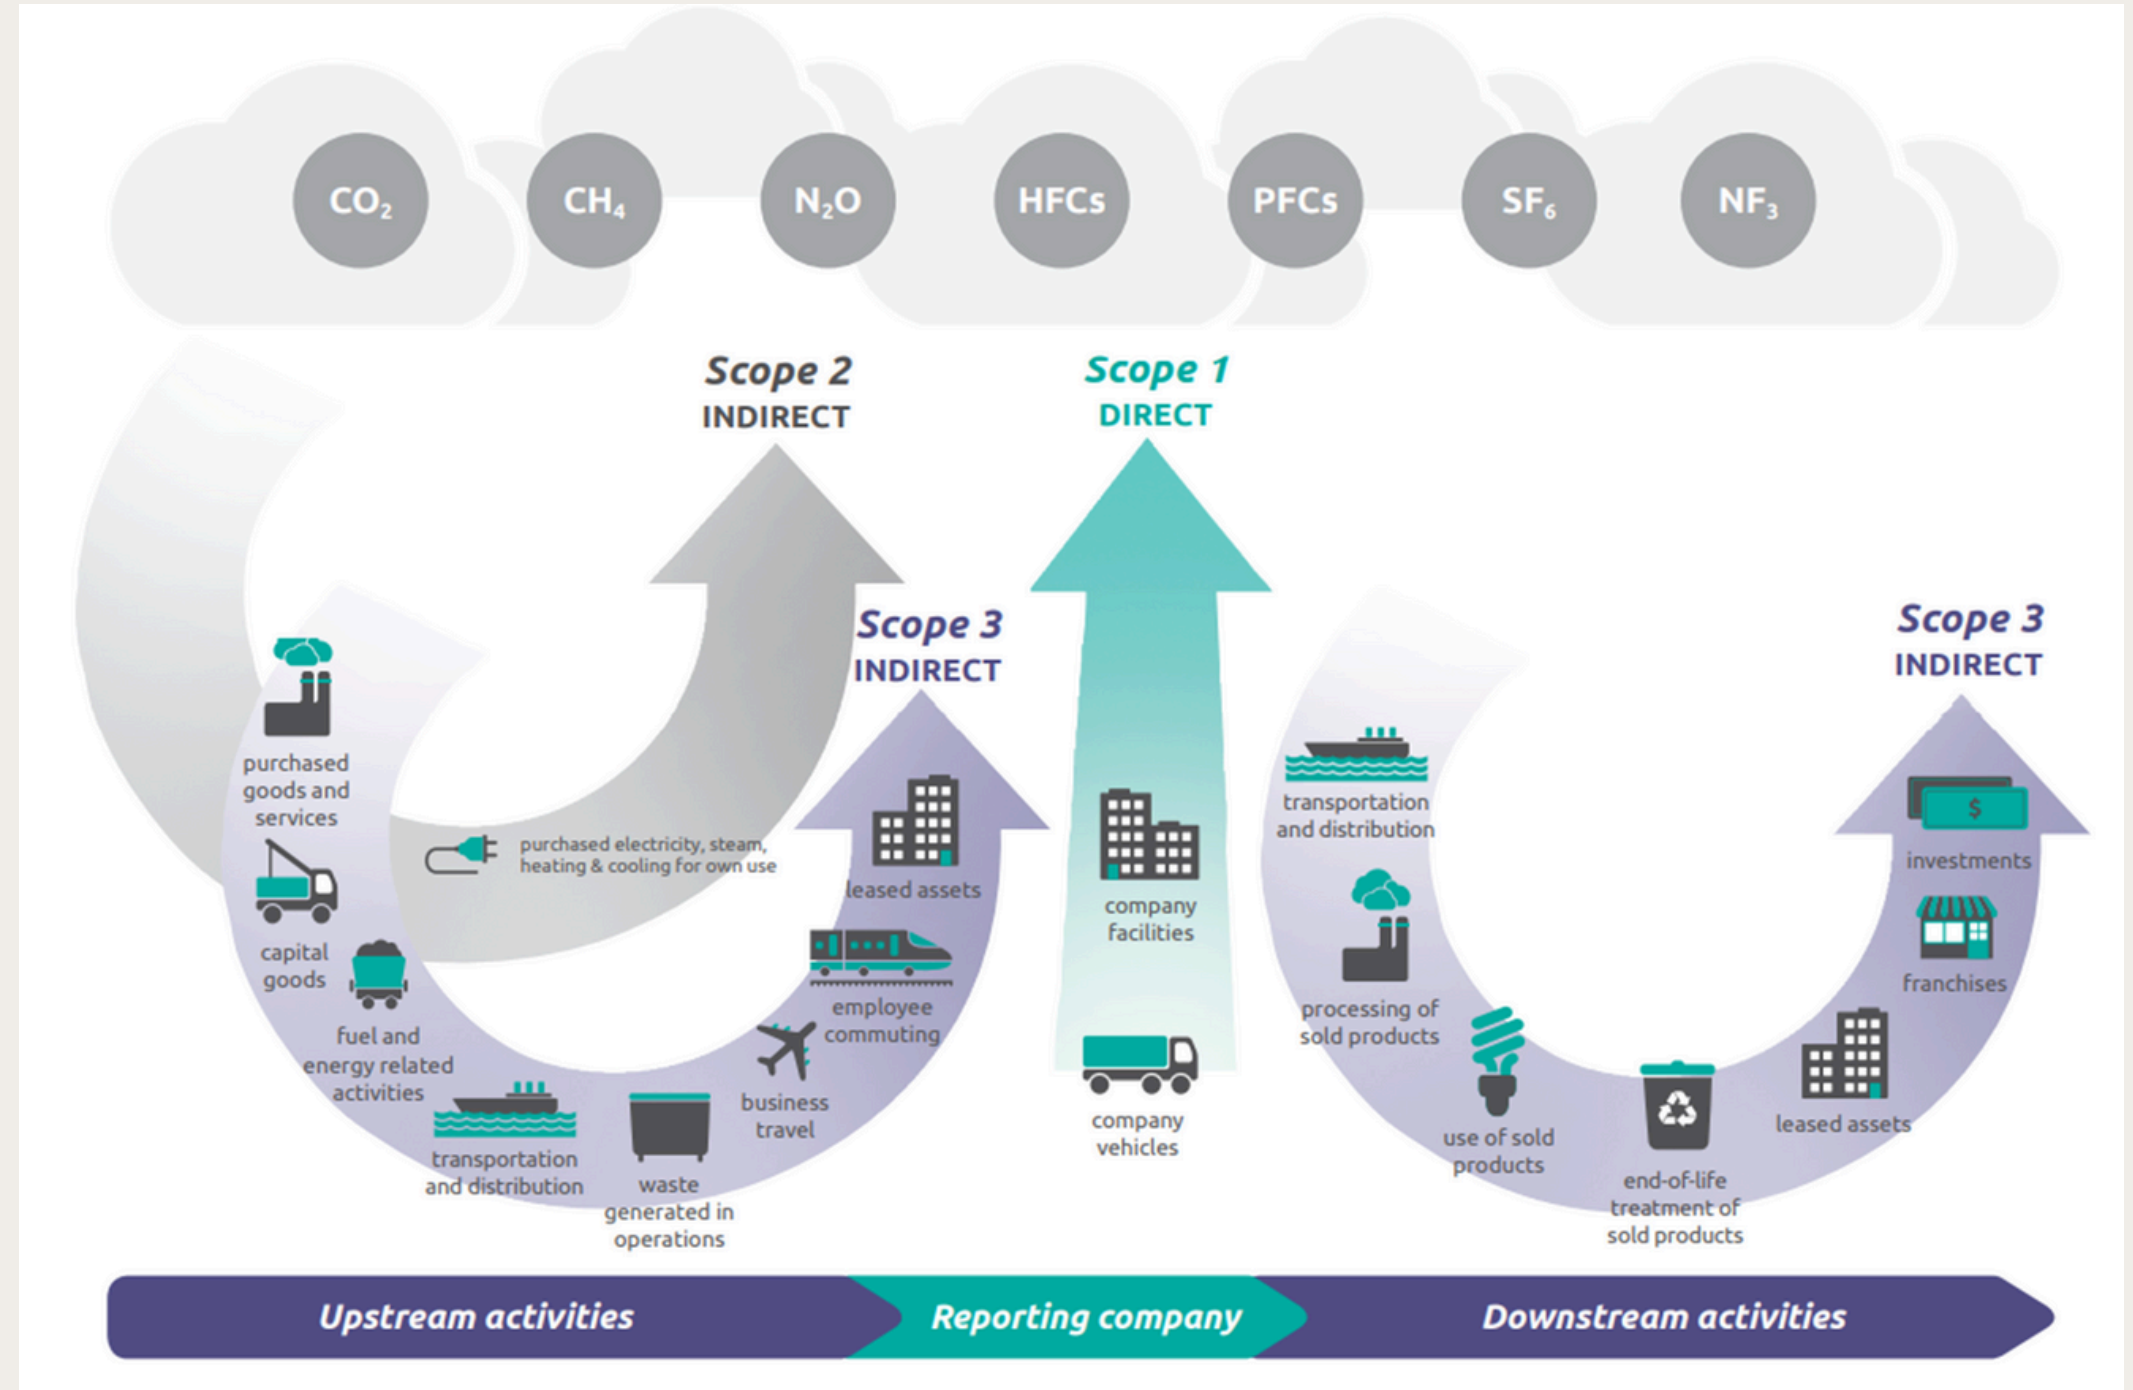 CO₂
CH₄
N₂O
HFCs
PFCs
SF₆
NF₃
Scope 2
INDIRECT
Scope 1
DIRECT
Scope 3
INDIRECT
Scope 3
INDIRECT
purchased
goods and
services
capital
goods
fuel and
energy related
activities
transportation
and distribution
waste
generated in
operations
business
travel
employee
commuting
leased assets
purchased electricity, steam,
heating & cooling for own use
company
facilities
company
vehicles
transportation
and distribution
processing of
sold products
use of sold
products
end-of-life
treatment of
sold products
leased assets
franchises
investments
$
Upstream activities
Reporting company
Downstream activities